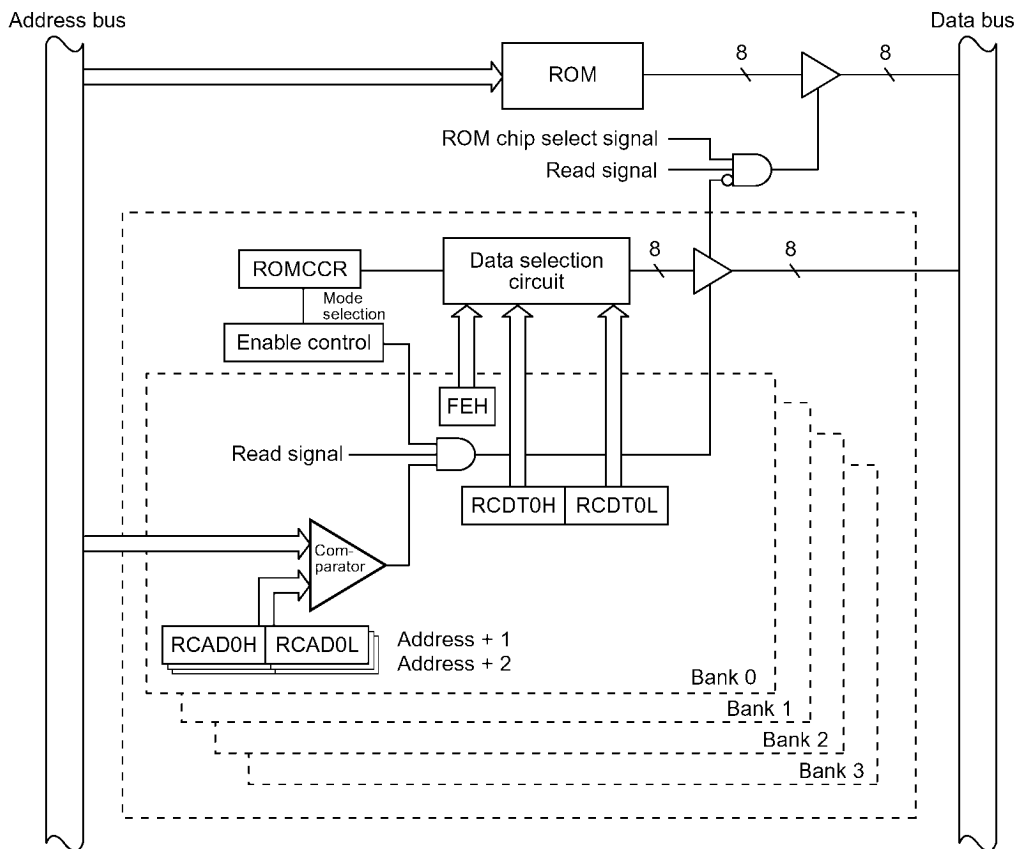 Address bus
Data bus
ROM
8
8
ROM chip select signal
Read signal
ROMCCR
Data selection
circuit
8
8
Mode
selection
Enable control
FEH
Read signal
RCDT0H
RCDT0L
Com-
parator
RCAD0H
RCAD0L
Address + 1
Address + 2
Bank 0
Bank 1
Bank 2
Bank 3